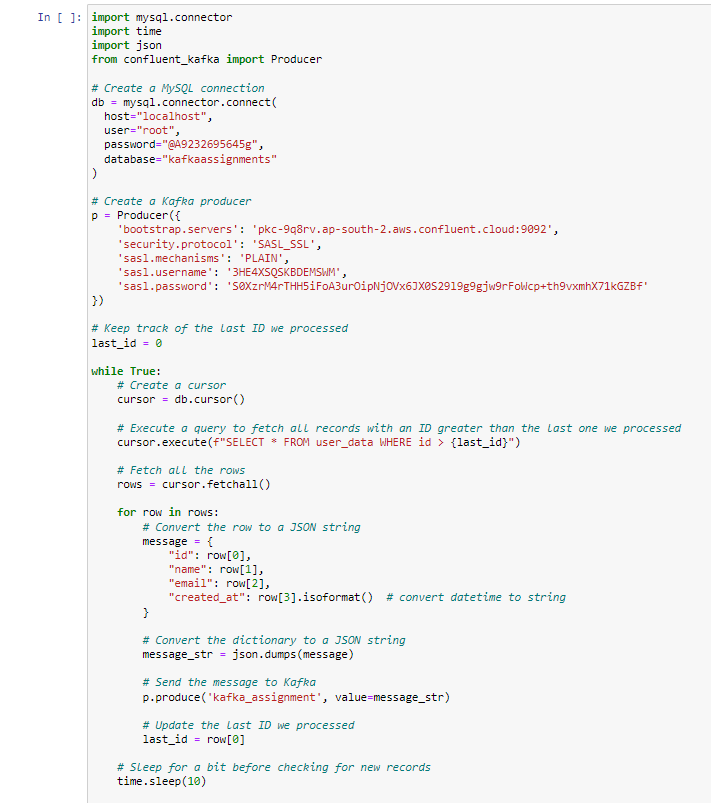 In [ ]: import mysql.connector
import time
import json
from confluent_kafka import Producer

# Create a MySQL connection
db = mysql.connector.connect(
  host="localhost",
  user="root",
  password="@A9232695645g",
  database="kafkaassignments"
)

# Create a Kafka producer
p = Producer({
    'bootstrap.servers': 'pkc-9q8rv.ap-south-2.aws.confluent.cloud:9092',
    'security.protocol': 'SASL_SSL',
    'sasl.mechanisms': 'PLAIN',
    'sasl.username': '3HE4XSQSKBDEMSWM',
    'sasl.password': 'S0XzrM4rTHH5iFoA3urOipNjOVx6JX0S29l9g9gjw9rFoWcp+th9vxmhX71kGZBf'
})

# Keep track of the last ID we processed
last_id = 0

while True:
    # Create a cursor
    cursor = db.cursor()

    # Execute a query to fetch all records with an ID greater than the last one we processed
    cursor.execute(f"SELECT * FROM user_data WHERE id > {last_id}")

    # Fetch all the rows
    rows = cursor.fetchall()

    for row in rows:
        # Convert the row to a JSON string
        message = {
            "id": row[0],
            "name": row[1],
            "email": row[2],
            "created_at": row[3].isoformat()  # convert datetime to string
        }

        # Convert the dictionary to a JSON string
        message_str = json.dumps(message)

        # Send the message to Kafka
        p.produce('kafka_assignment', value=message_str)

        # Update the last ID we processed
        last_id = row[0]

    # Sleep for a bit before checking for new records
    time.sleep(10)